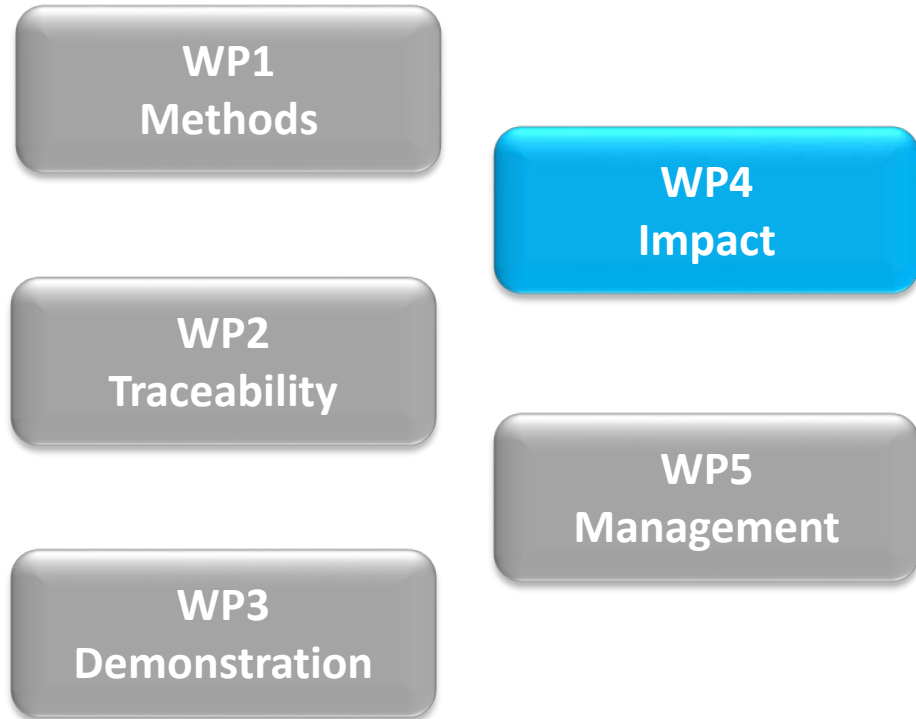 WP1
Methods
WP2
Traceability
WP3
Demonstration
WP4
Impact
WP5
Management